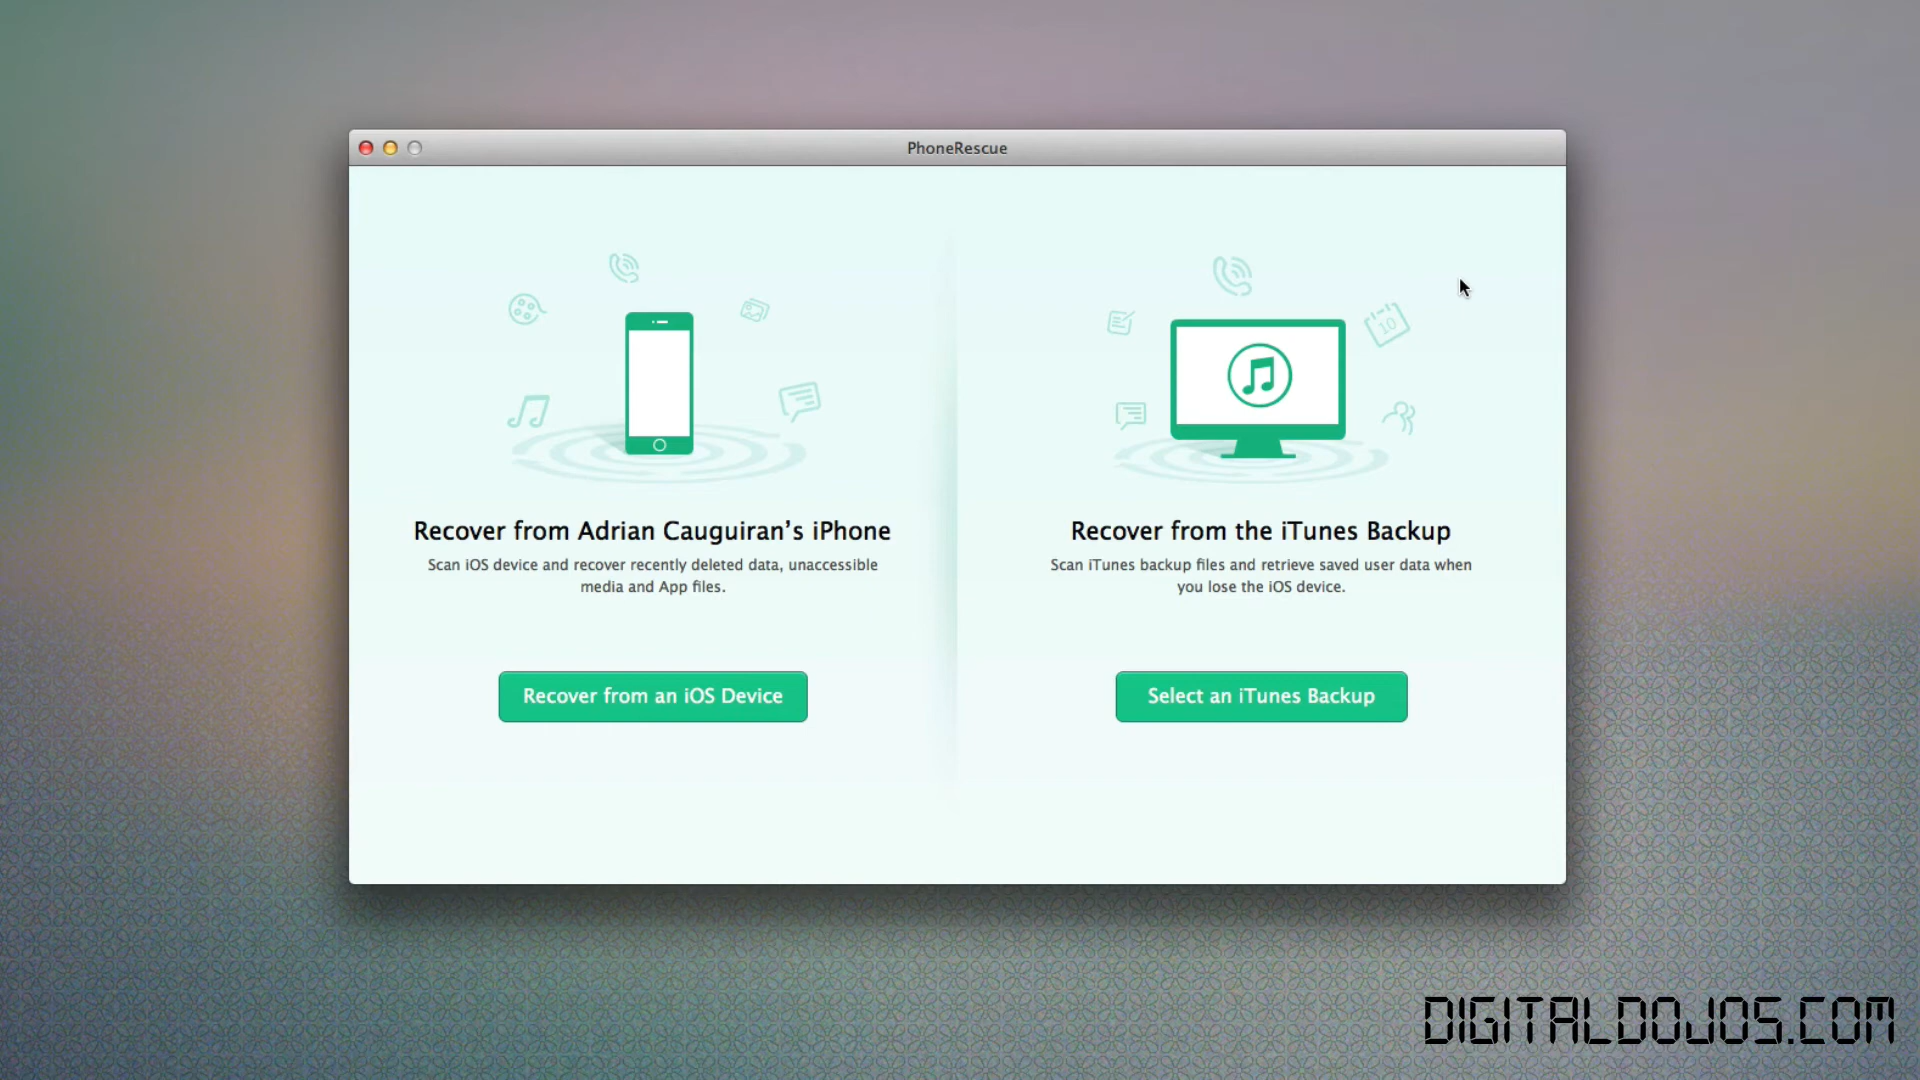 PhoneRescue
10
Recover from Adrian Cauguiran’s iPhone
Scan iOS device and recover recently deleted data, unaccessible
media and App files.
Recover from an iOS Device
Recover from the iTunes Backup
Scan iTunes backup files and retrieve saved user data when
you lose the iOS device.
Select an iTunes Backup
DIGITALDOJOS.COM